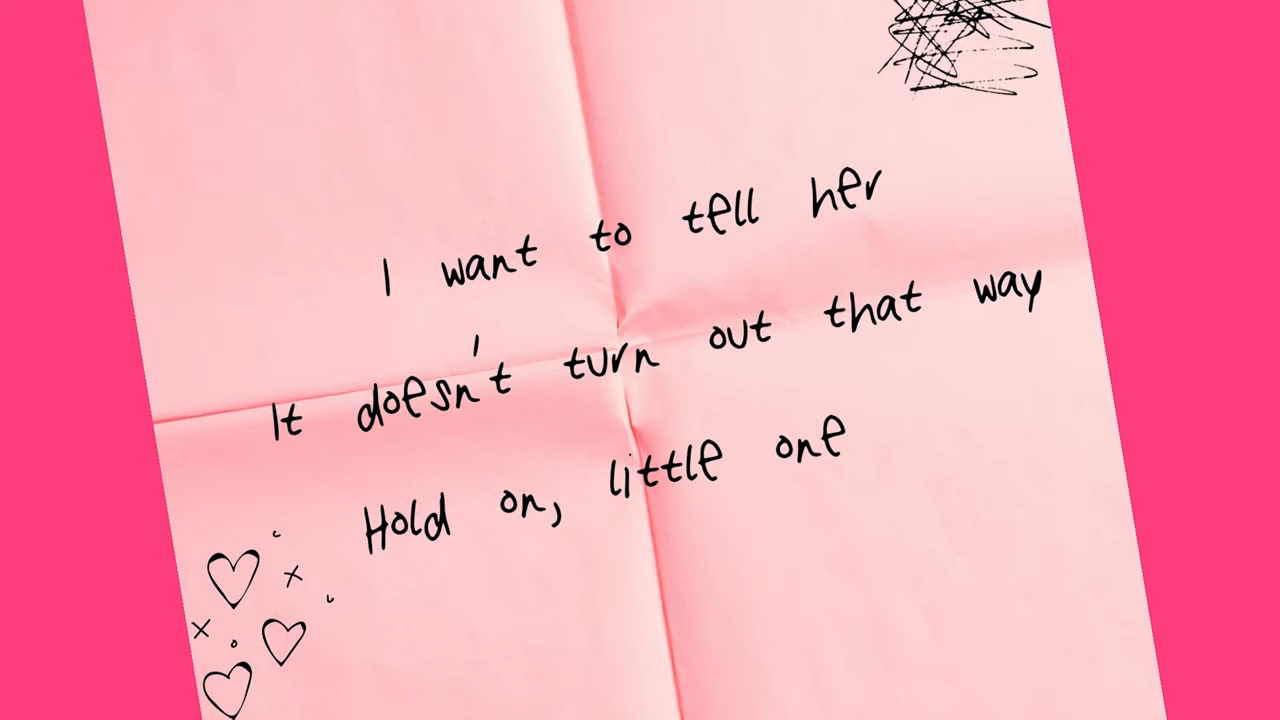 I want to tell her
It doesn't turn out that way
Hold on, little one